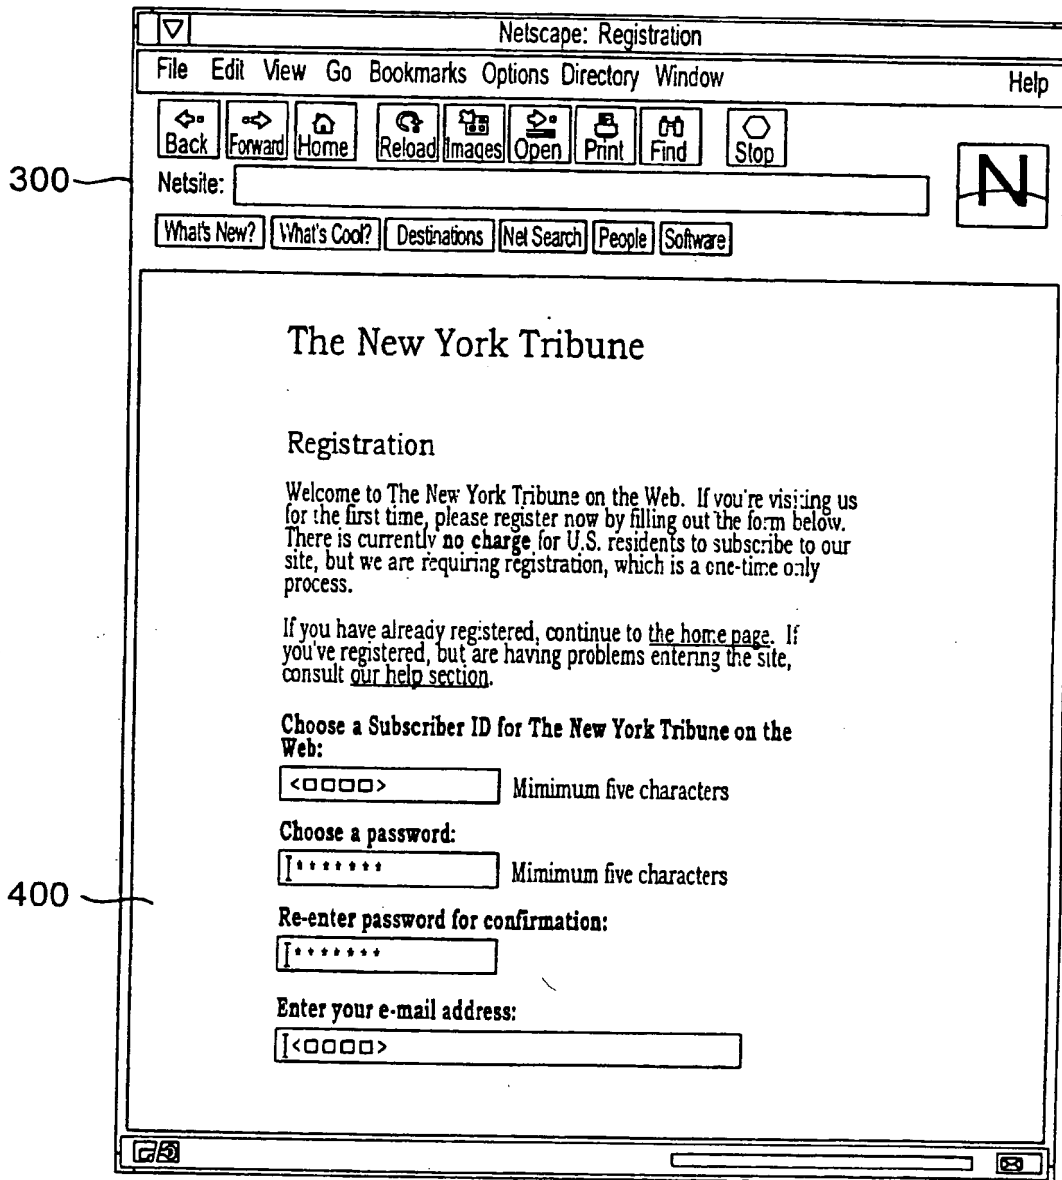 Netscape: Registration
File Edit View Go Bookmarks Options Directory Window Help
Back Forward Home Reload Images Open Print Find Stop
N
300
Netsite:
What's New? What's Cool? Destinations Net Search People Software
The New York Tribune
Registration
Welcome to The New York Tribune on the Web. If you're visiting us
for the first time, please register now by filling out the form below.
There is currently no charge for U.S. residents to subscribe to our
site, but we are requiring registration, which is a one-time only
process.
If you have already registered, continue to the home page. If
you've registered, but are having problems entering the site,
consult our help section.
Choose a Subscriber ID for The New York Tribune on the
Web:
<□□□□> Mimimum five characters
Choose a password:
******* Mimimum five characters
400
Re-enter password for confirmation:
*******
Enter your e-mail address:
<□□□□>